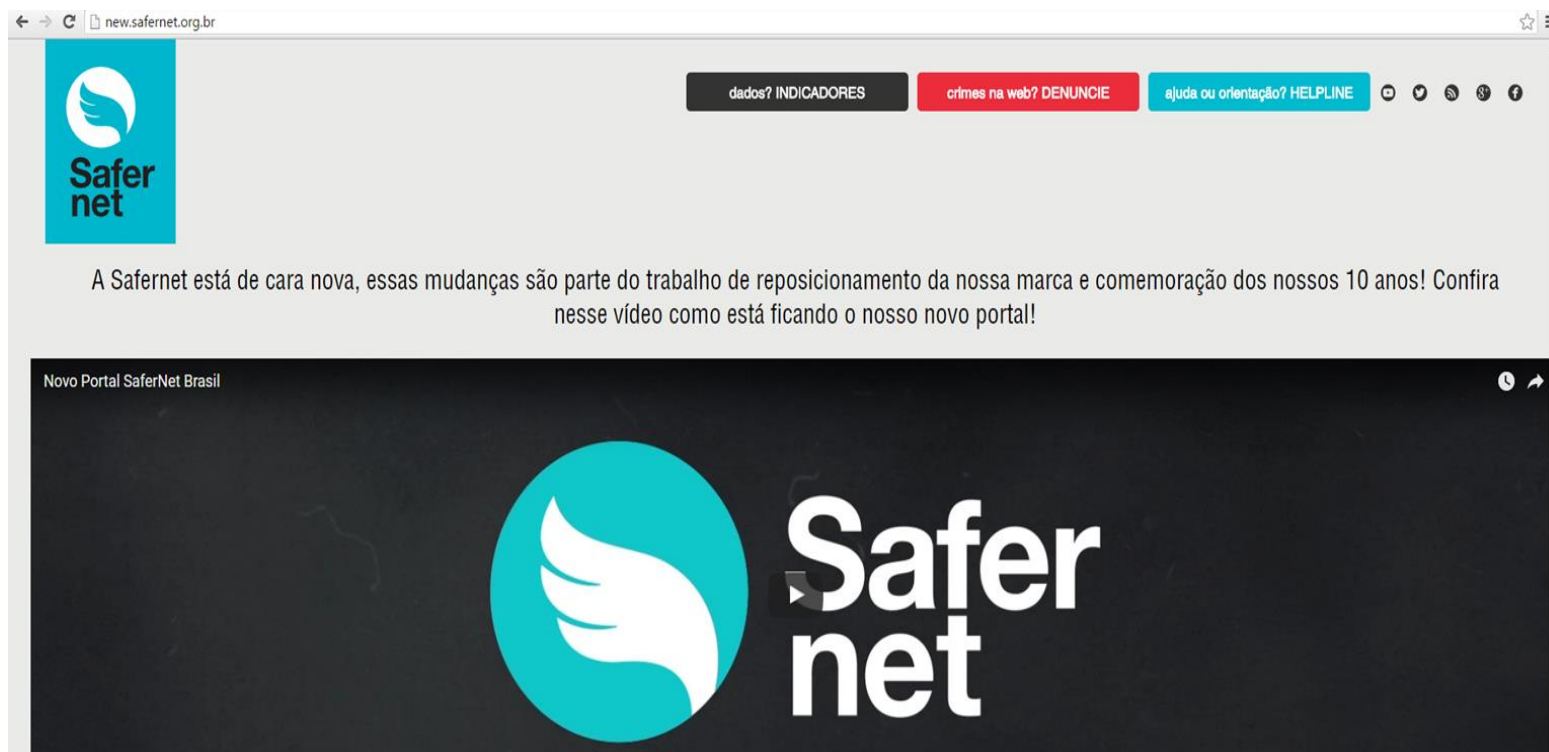 new.safernet.org.br
dados? INDICADORES
crimes na web? DENUNCIE
ajuda ou orientação? HELPLINE
Safer
net
A Safernet está de cara nova, essas mudanças são parte do trabalho de reposicionamento da nossa marca e comemoração dos nossos 10 anos! Confira
nesse vídeo como está ficando o nosso novo portal!
Novo Portal SaferNet Brasil
Safer
net